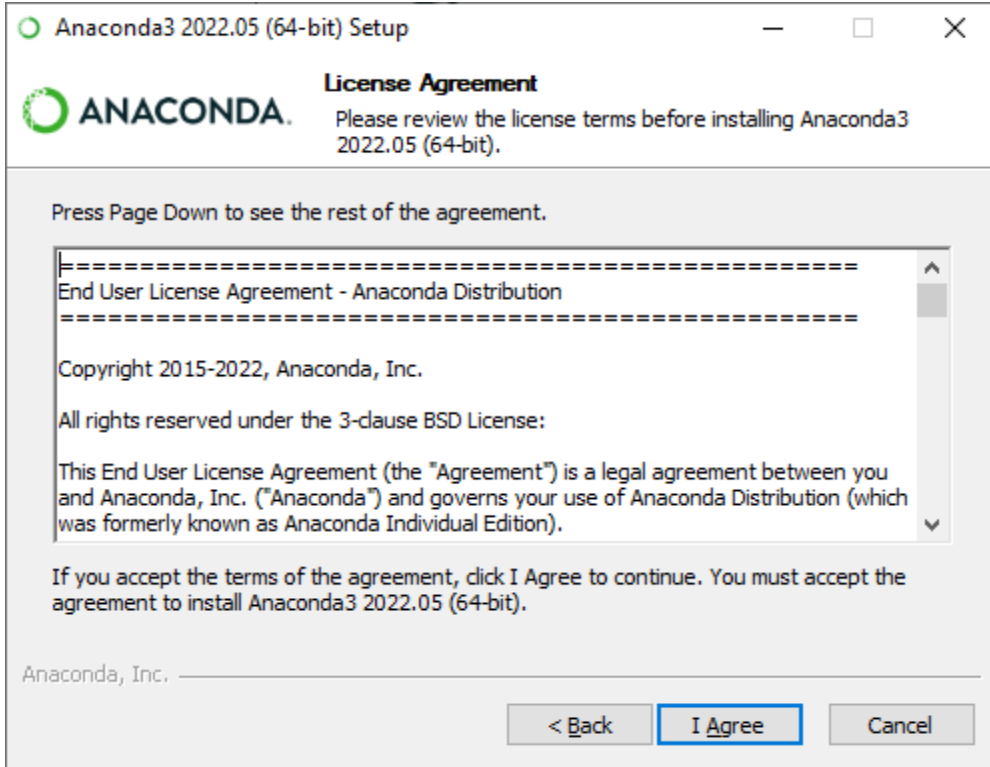 Anaconda3 2022.05 (64-bit) Setup
ANACONDA.
License Agreement
Please review the license terms before installing Anaconda3
2022.05 (64-bit).
Press Page Down to see the rest of the agreement.
==================================================
End User License Agreement - Anaconda Distribution
==================================================
Copyright 2015-2022, Anaconda, Inc.
All rights reserved under the 3-clause BSD License:
This End User License Agreement (the "Agreement") is a legal agreement between you
and Anaconda, Inc. ("Anaconda") and governs your use of Anaconda Distribution (which
was formerly known as Anaconda Individual Edition).
If you accept the terms of the agreement, click I Agree to continue. You must accept the
agreement to install Anaconda3 2022.05 (64-bit).
Anaconda, Inc.
< Back
I Agree
Cancel